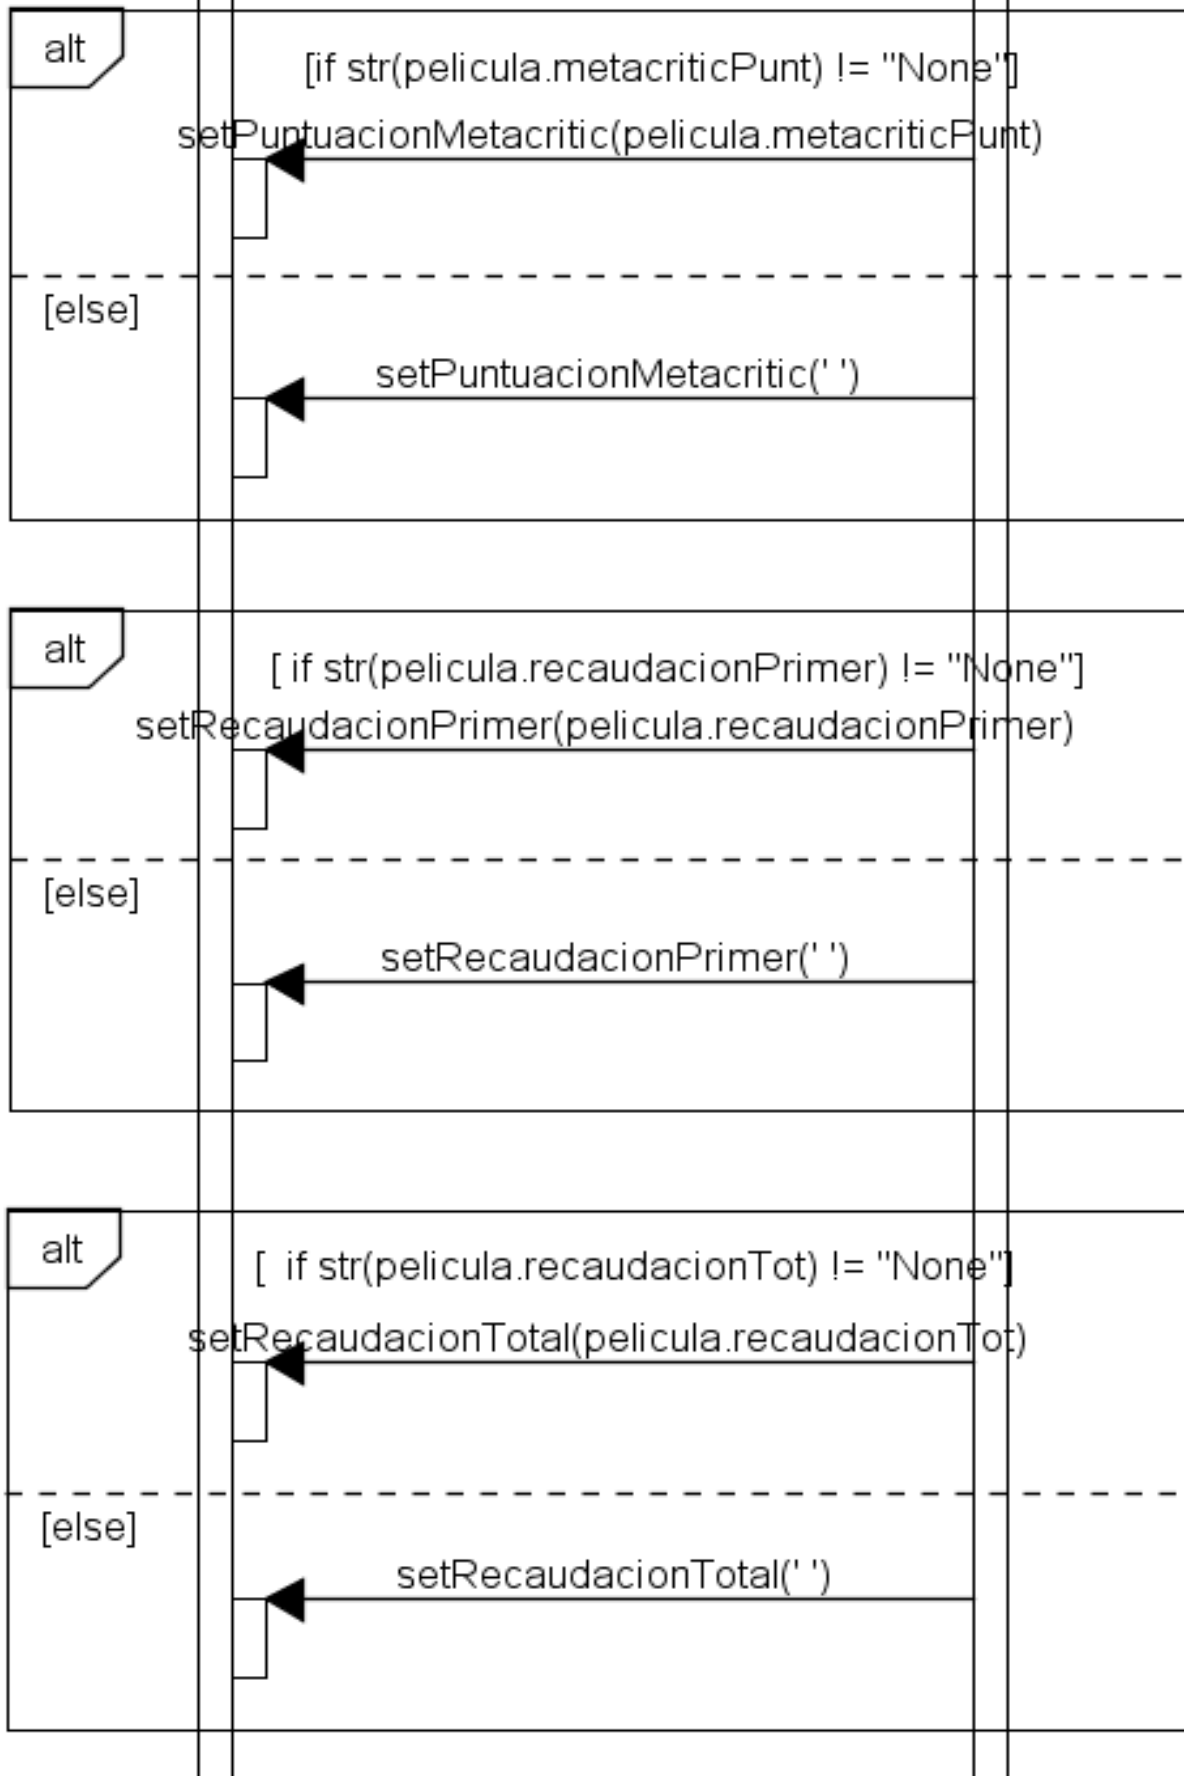 alt
[if str(pelicula.metacriticPunt) != "None"]
setPuntuacionMetacritic(pelicula.metacriticPunt)
[else]
setPuntuacionMetacritic(' ')
alt
[ if str(pelicula.recaudacionPrimer) != "None"]
setRecaudacionPrimer(pelicula.recaudacionPrimer)
[else]
setRecaudacionPrimer(' ')
alt
[  if str(pelicula.recaudacionTot) != "None"]
setRecaudacionTotal(pelicula.recaudacionTot)
[else]
setRecaudacionTotal(' ')